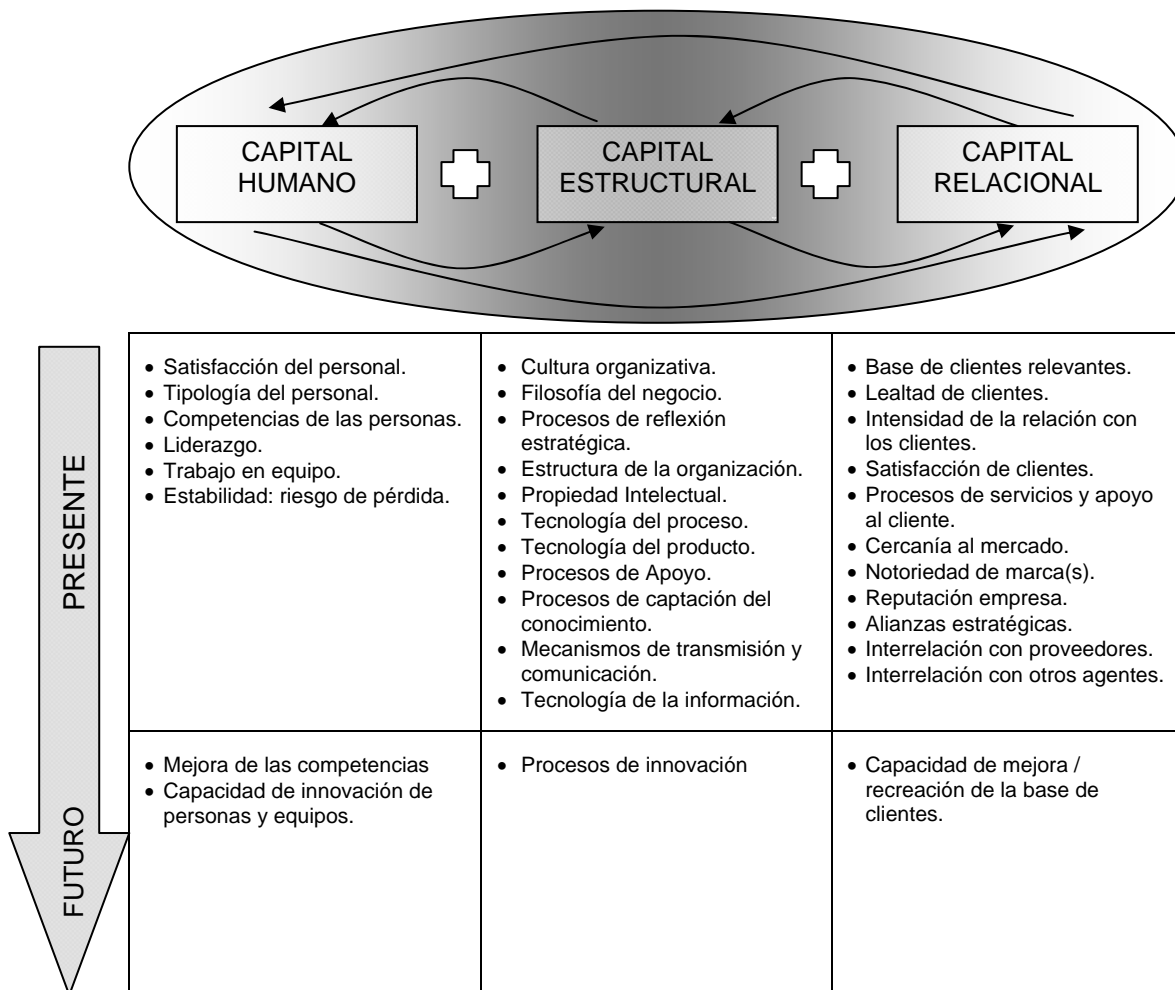 CAPITAL
HUMANO
CAPITAL
ESTRUCTURAL
CAPITAL
RELACIONAL
PRESENTE
• Satisfacción del personal.
• Tipología del personal.
• Competencias de las personas.
• Liderazgo.
• Trabajo en equipo.
• Estabilidad: riesgo de pérdida.
• Cultura organizativa.
• Filosofía del negocio.
• Procesos de reflexión
estratégica.
• Estructura de la organización.
• Propiedad Intelectual.
• Tecnología del proceso.
• Tecnología del producto.
• Procesos de Apoyo.
• Procesos de captación del
conocimiento.
• Mecanismos de transmisión y
comunicación.
• Tecnología de la información.
• Base de clientes relevantes.
• Lealtad de clientes.
• Intensidad de la relación con
los clientes.
• Satisfacción de clientes.
• Procesos de servicios y apoyo
al cliente.
• Cercanía al mercado.
• Notoriedad de marca(s).
• Reputación empresa.
• Alianzas estratégicas.
• Interrelación con proveedores.
• Interrelación con otros agentes.
FUTURO
• Mejora de las competencias
• Capacidad de innovación de
personas y equipos.
• Procesos de innovación
• Capacidad de mejora /
recreación de la base de
clientes.